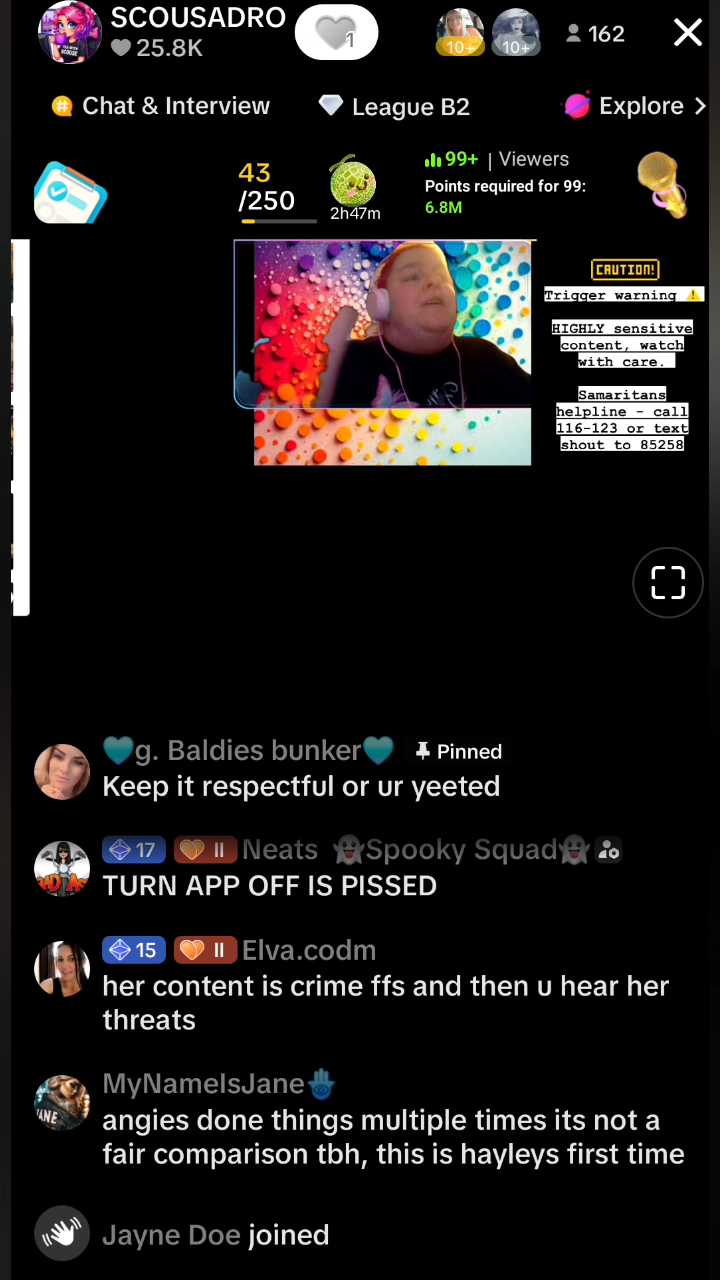 SCOUSADRO
25.8K
1
10+
10+
162
Chat & Interview
League B2
Explore >
43
/250
2h47m
99+ | Viewers
Points required for 99:
6.8M
CAUTION!
Trigger warning ⚠️
HIGHLY sensitive
content, watch
with care.
Samaritans
helpline - call
116-123 or text
shout to 85258
🩵g. Baldies bunker🩵 Pinned
Keep it respectful or ur yeeted
17 II Neats 👻Spooky Squad👻
TURN APP OFF IS PISSED
15 II Elva.codm
her content is crime ffs and then u hear her
threats
MyNameIsJane🪬
angies done things multiple times its not a
fair comparison tbh, this is hayleys first time
Jayne Doe joined